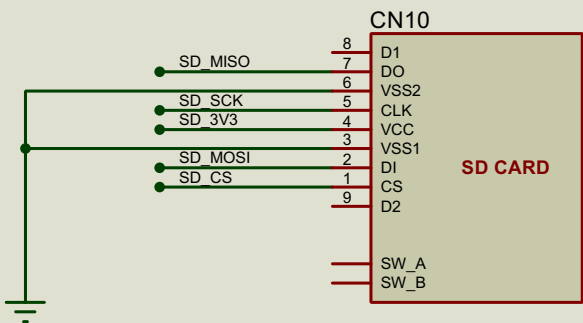 CN10
8 D1
SD_MISO 7 DO
6 VSS2
SD_SCK 5 CLK
SD_3V3 4 VCC
3 VSS1
SD_MOSI 2 DI
SD CARD
SD_CS 1 CS
9 D2
SW_A
SW_B